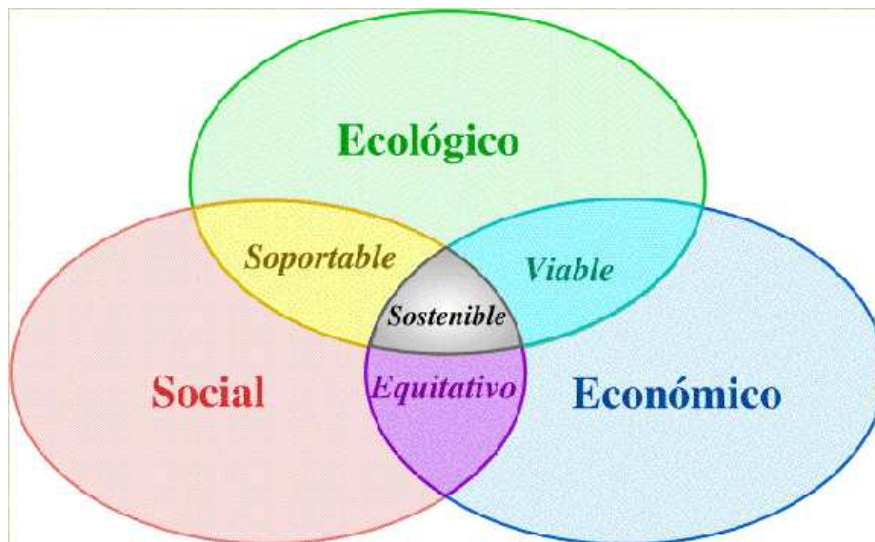 Ecológico
Soportable
Viable
Sostenible
Social
Equitativo
Económico